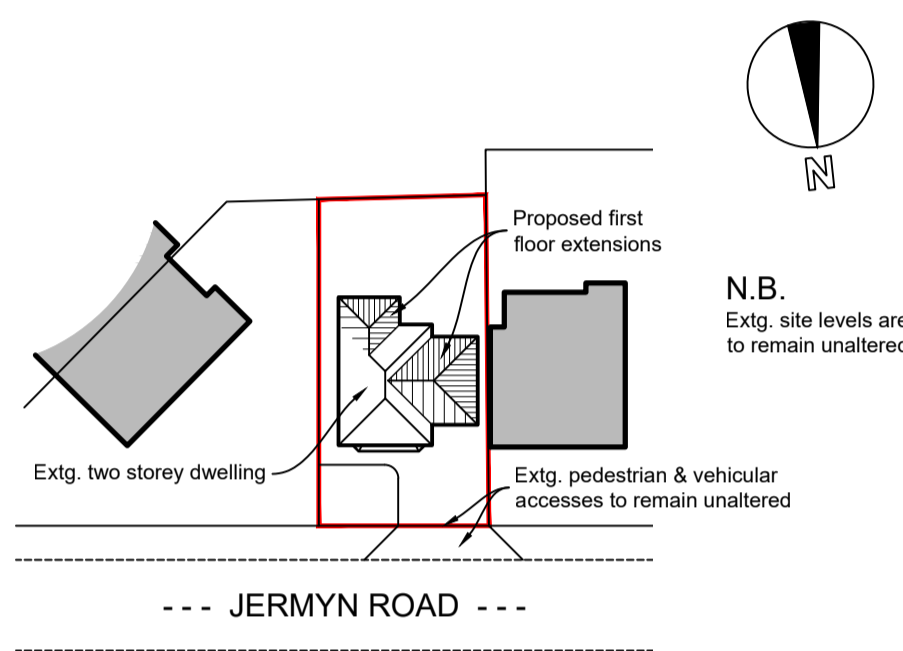 N
Proposed first
floor extensions
N.B.
Extg. site levels are
to remain unaltered
Extg. two storey dwelling
Extg. pedestrian & vehicular
accesses to remain unaltered
--- JERMYN ROAD ---